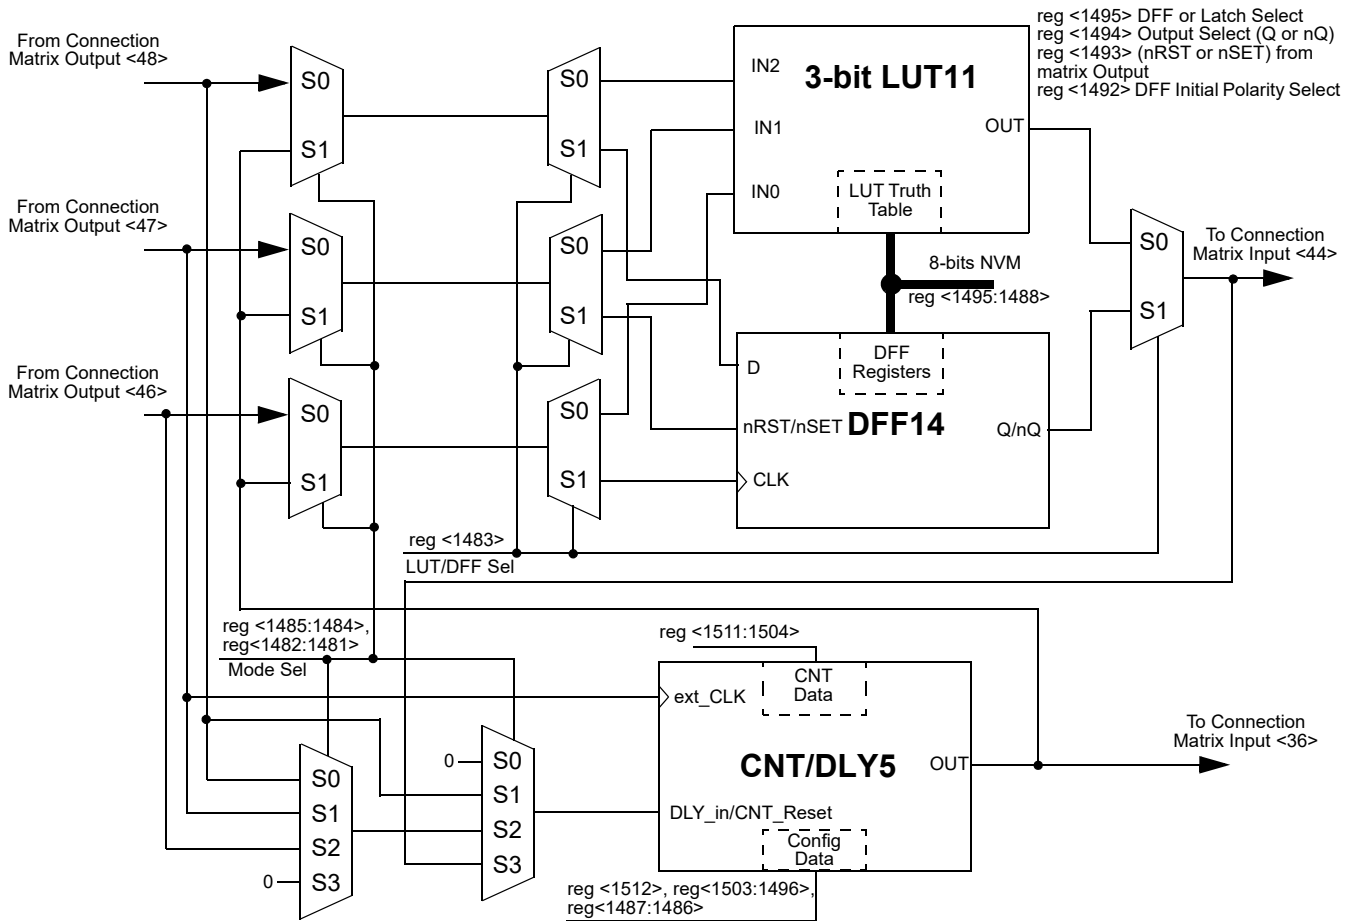 reg <1495> DFF or Latch Select
reg <1494> Output Select (Q or nQ)
reg <1493> (nRST or nSET) from
matrix Output
reg <1492> DFF Initial Polarity Select
From Connection
Matrix Output <48>
S0
S1
S0
S1
IN2
3-bit LUT11
IN1
OUT
IN0
LUT Truth
Table
From Connection
Matrix Output <47>
S0
S1
S0
S1
8-bits NVM
reg <1495:1488>
S0
S1
To Connection
Matrix Input <44>
From Connection
Matrix Output <46>
S0
S1
S0
S1
DFF
Registers
D
nRST/nSET
DFF14
Q/nQ
CLK
reg <1483>
LUT/DFF Sel
reg <1485:1484>,
reg<1482:1481>
Mode Sel
reg <1511:1504>
CNT
Data
ext_CLK
CNT/DLY5
OUT
To Connection
Matrix Input <36>
DLY_in/CNT_Reset
Config
Data
0
S0
S1
S2
S3
S0
S1
S2
0
S3
reg <1512>, reg<1503:1496>,
reg<1487:1486>